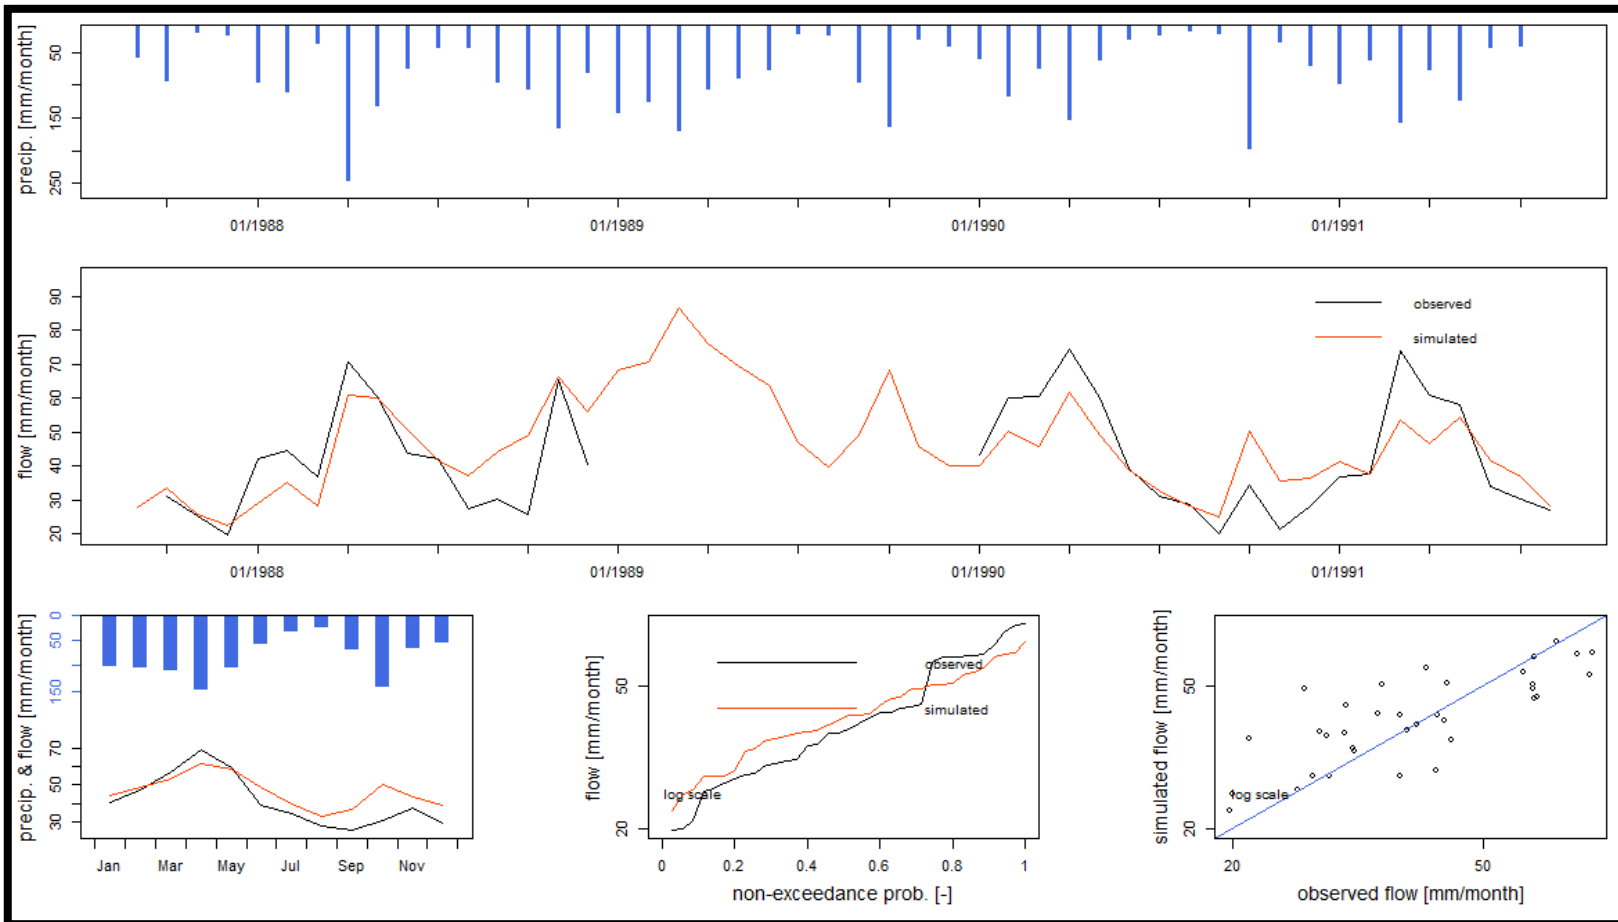 precip. [mm/month]
50
150
250
01/1988
01/1989
01/1990
01/1991
flow [mm/month]
90
80
70
60
50
40
30
20
observed
simulated
01/1988
01/1989
01/1990
01/1991
precip. & flow [mm/month]
0
50
150
70
50
30
Jan Mar May Jul Sep Nov
flow [mm/month]
50
20
observed
simulated
log scale
0 0.2 0.4 0.6 0.8 1
non-exceedance prob. [-]
simulated flow [mm/month]
50
20
log scale
20 50
observed flow [mm/month]